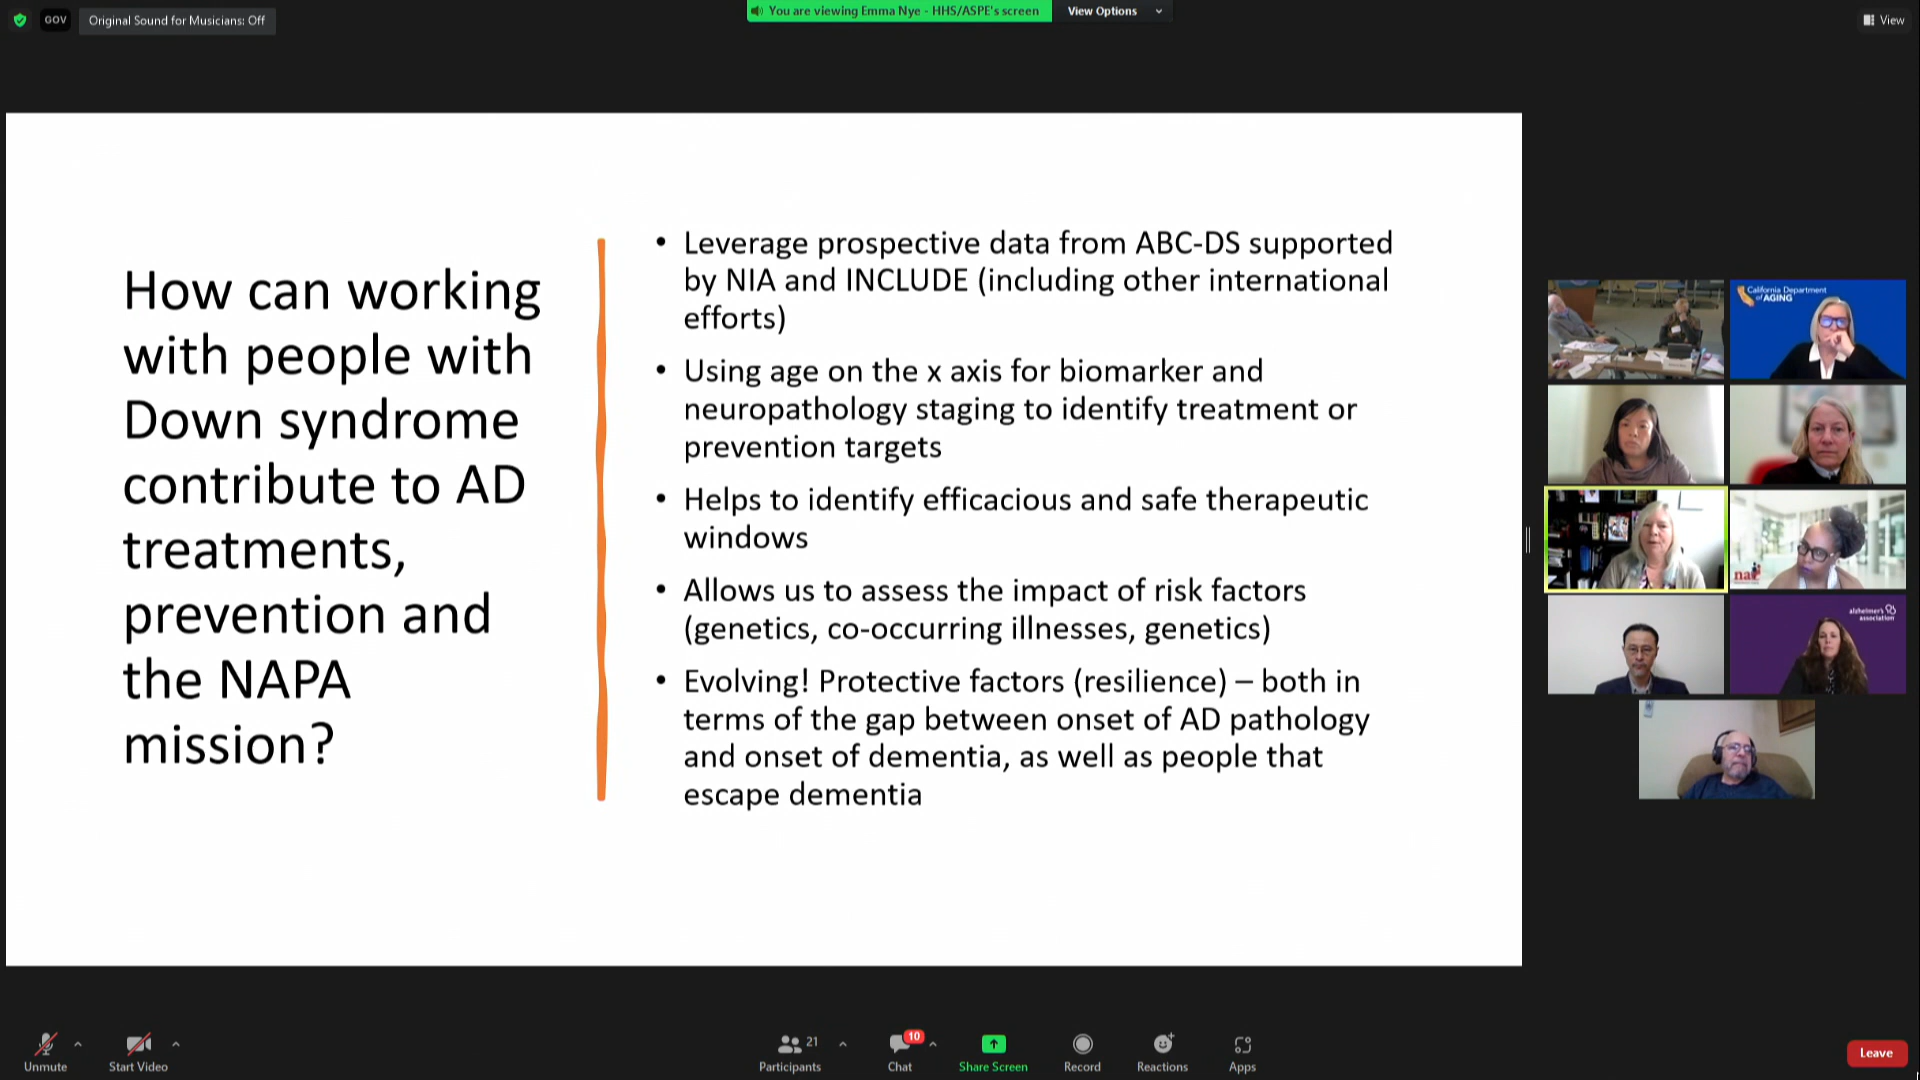 GOV
Original Sound for Musicians: Off
You are viewing Emma Nye - HHS/ASPE's screen
View Options
View
How can working
with people with
Down syndrome
contribute to AD
treatments,
prevention and
the NAPA
mission?
• Leverage prospective data from ABC-DS supported
by NIA and INCLUDE (including other international
efforts)
• Using age on the x axis for biomarker and
neuropathology staging to identify treatment or
prevention targets
• Helps to identify efficacious and safe therapeutic
windows
• Allows us to assess the impact of risk factors
(genetics, co-occurring illnesses, genetics)
• Evolving! Protective factors (resilience) – both in
terms of the gap between onset of AD pathology
and onset of dementia, as well as people that
escape dementia
California Department
of AGING
alzheimer's
association
Unmute
Start Video
Participants
21
Chat
10
Share Screen
Record
Reactions
Apps
Leave